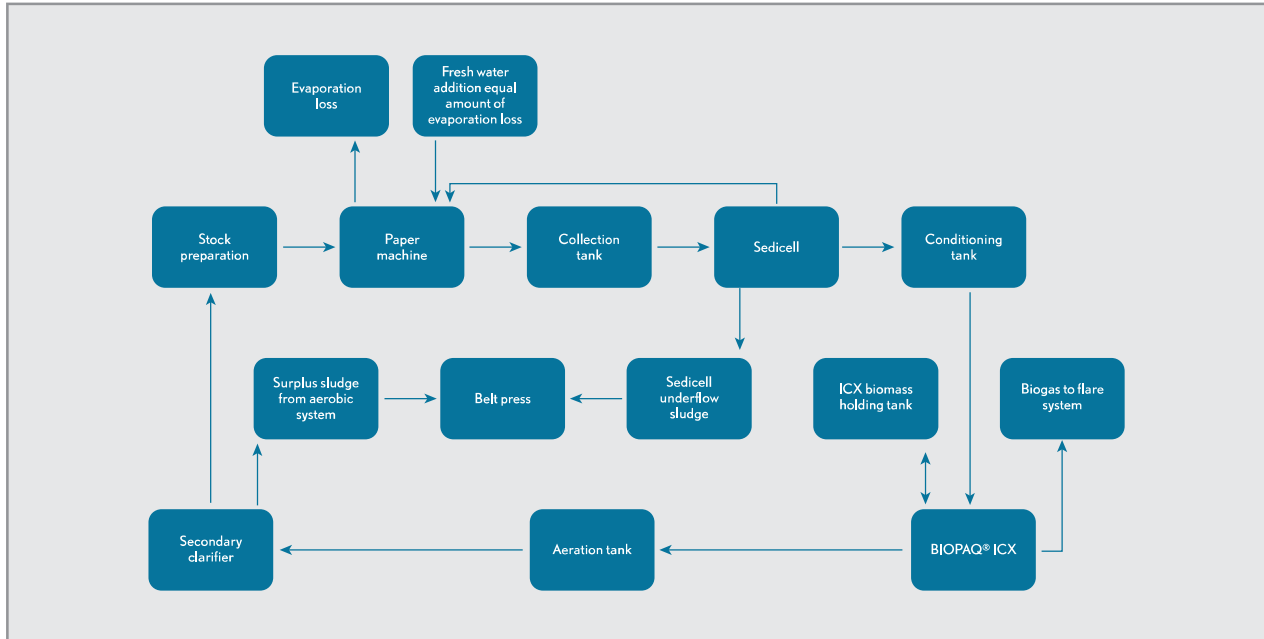 Evaporation
loss
Fresh water
addition equal
amount of
evaporation loss
Stock
preparation
Paper
machine
Collection
tank
Sedicell
Conditioning
tank
Surplus sludge
from aerobic
system
Belt press
Sedicell
underflow
sludge
ICX biomass
holding tank
Biogas to flare
system
Secondary
clarifier
Aeration tank
BIOPAQ® ICX